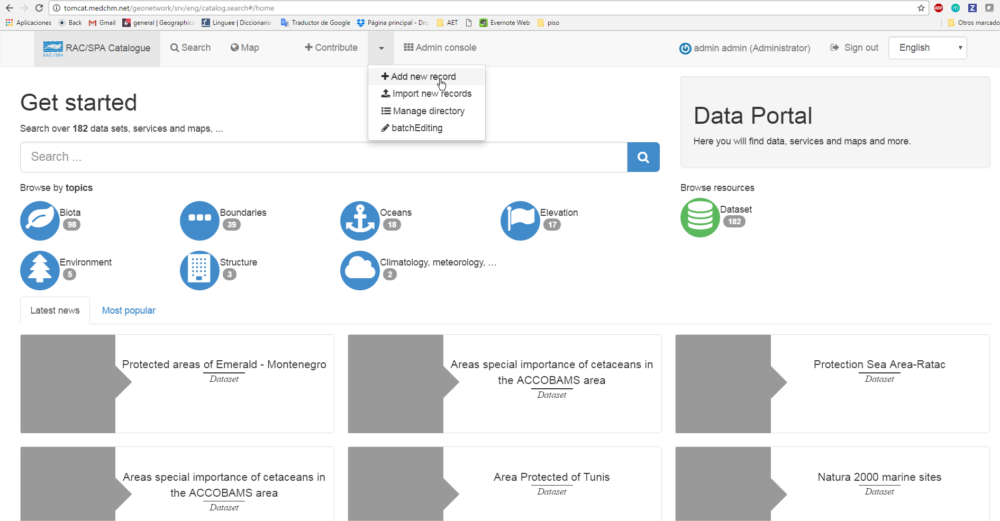 tomcat.medchm.net/geonetwork/srv/eng/catalog.search#/home
ABP m Z
Aplicaciones Back Gmail general | Geographica Linguee | Diccionario Traductor de Google Página principal - Dro AET Evernote Web piso Otros marcado
RAC/SPA RAC/SPA Catalogue Search Map Contribute Admin console admin admin (Administrator) Sign out English
Add new record
Import new records
Manage directory
batchEditing
Get started
Search over 182 data sets, services and maps, ...
Search ...
Data Portal
Here you will find data, services and maps and more.
Browse by topics
Browse resources
Biota
98
Boundaries
39
Oceans
18
Elevation
17
Dataset
182
Environment
5
Structure
3
Climatology, meteorology, ...
2
Latest news Most popular
Protected areas of Emerald - Montenegro
Dataset
Areas special importance of cetaceans in
the ACCOBAMS area
Dataset
Protection Sea Area-Ratac
Dataset
Areas special importance of cetaceans in
the ACCOBAMS area
Dataset
Area Protected of Tunis
Dataset
Natura 2000 marine sites
Dataset